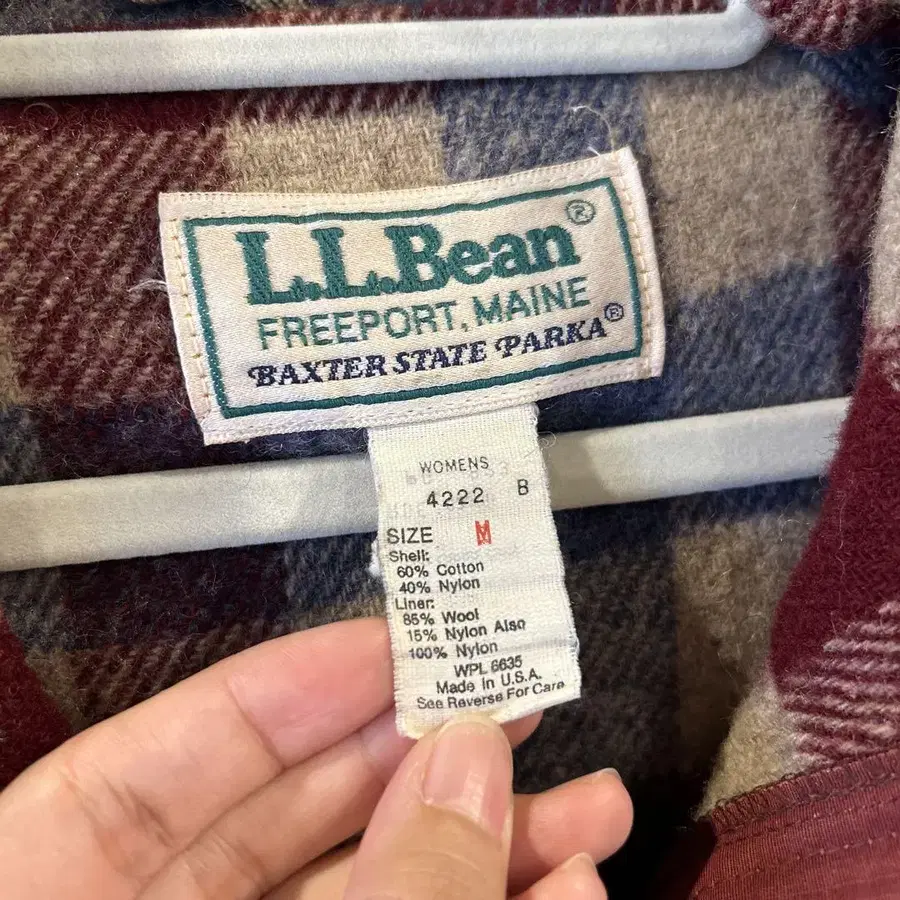 L.L.Bean®
FREEPORT, MAINE
BAXTER STATE PARKA®
WOMENS
4222 B
SIZE M
Shell:
60% Cotton
40% Nylon
Liner:
85% Wool
15% Nylon Also
100% Nylon
WPL 6635
Made in U.S.A.
See Reverse For Care